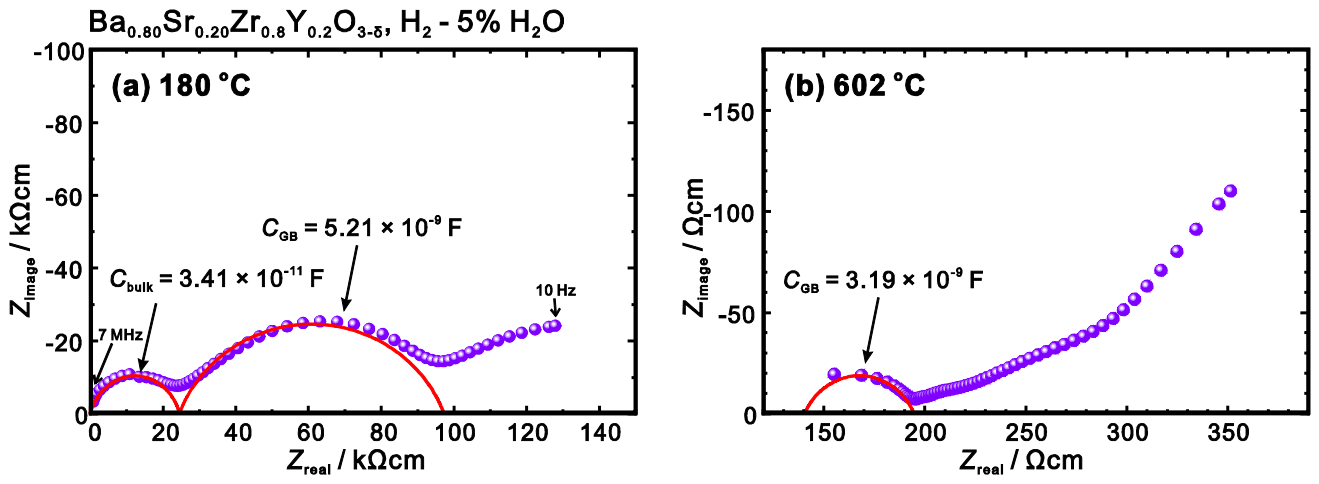 Ba0.80Sr0.20Zr0.8Y0.2O3-δ, H2 - 5% H2O
(a) 180 °C
-100
-80
-60
-40
-20
0
Zimage / kΩcm
CGB = 5.21 × 10-9 F
Cbulk = 3.41 × 10-11 F
7 MHz
10 Hz
0 20 40 60 80 100 120 140
Zreal / kΩcm
(b) 602 °C
-150
-100
-50
0
Zimage / Ωcm
CGB = 3.19 × 10-9 F
150 200 250 300 350
Zreal / Ωcm